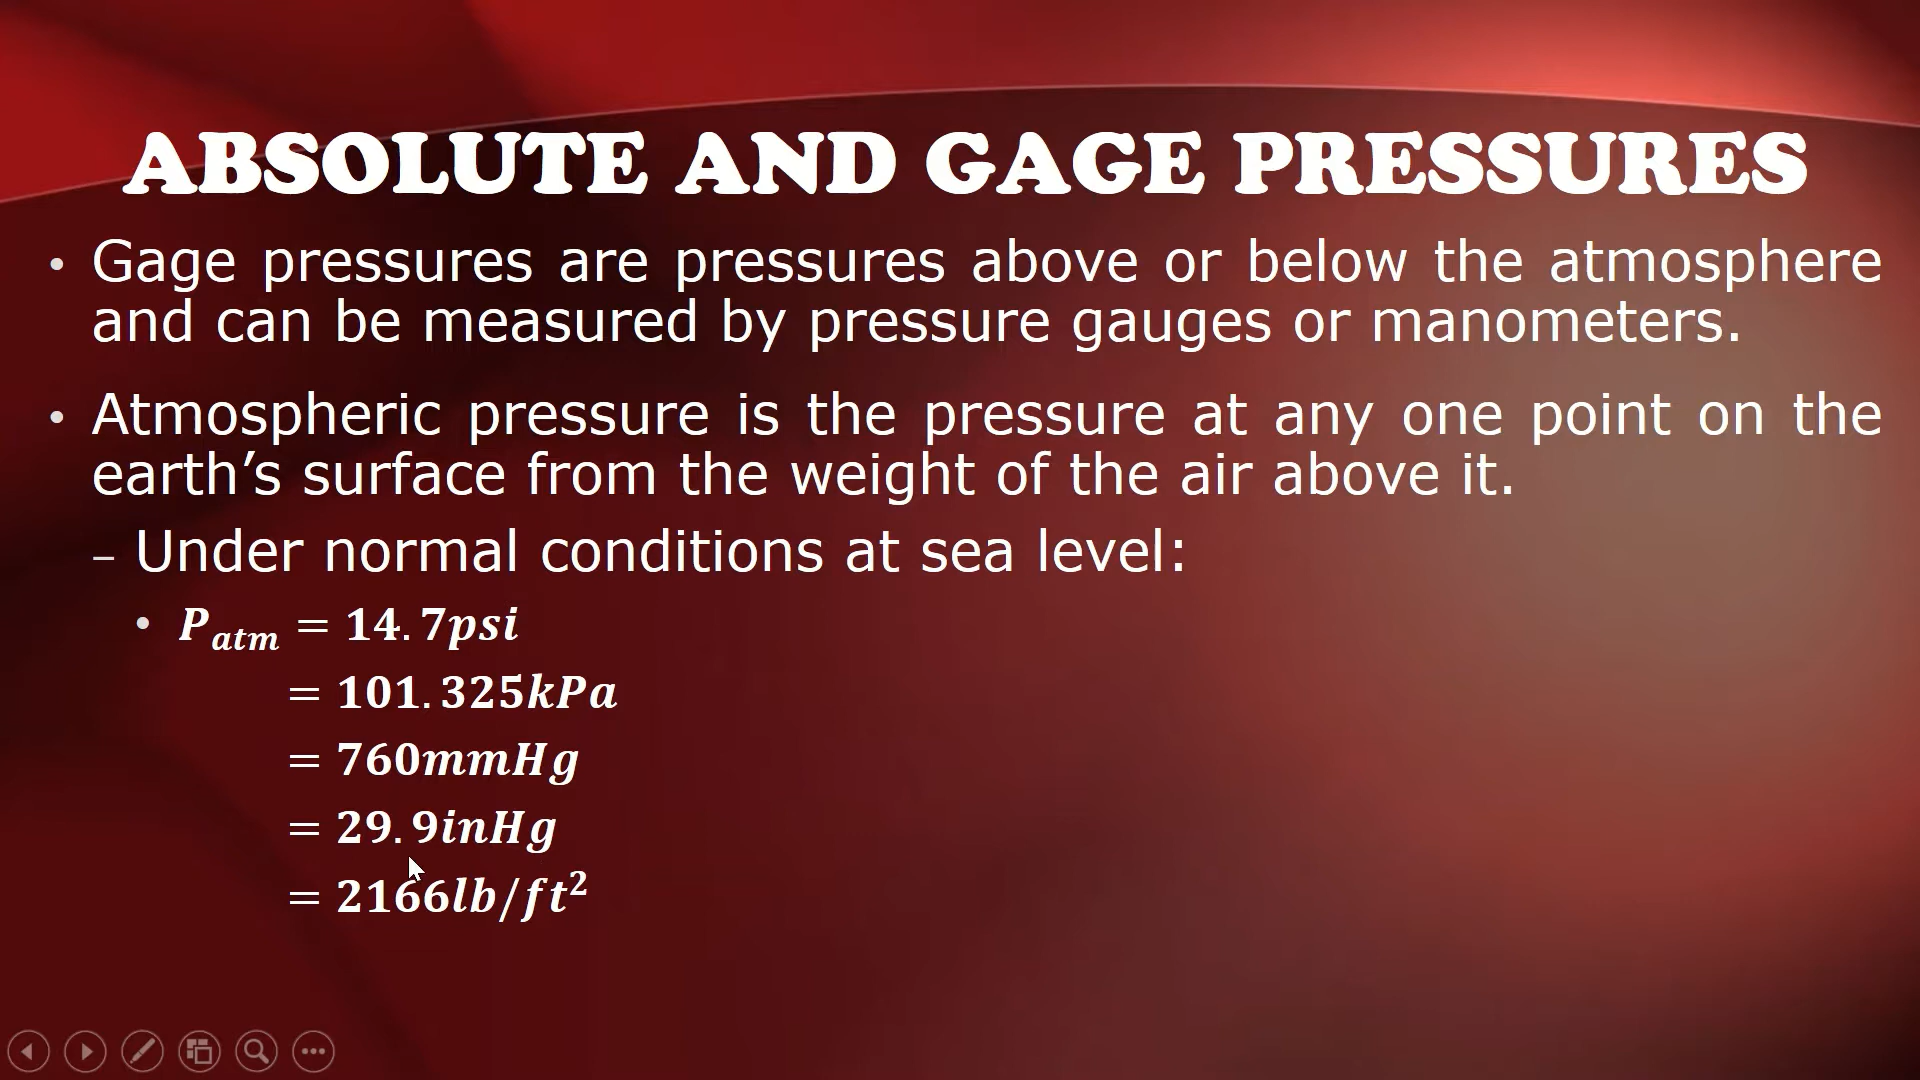 ABSOLUTE AND GAGE PRESSURES
• Gage pressures are pressures above or below the atmosphere
and can be measured by pressure gauges or manometers.
• Atmospheric pressure is the pressure at any one point on the
earth’s surface from the weight of the air above it.
– Under normal conditions at sea level:
• P_atm = 14.7psi
= 101.325kPa
= 760mmHg
= 29.9inHg
= 2166lb/ft²